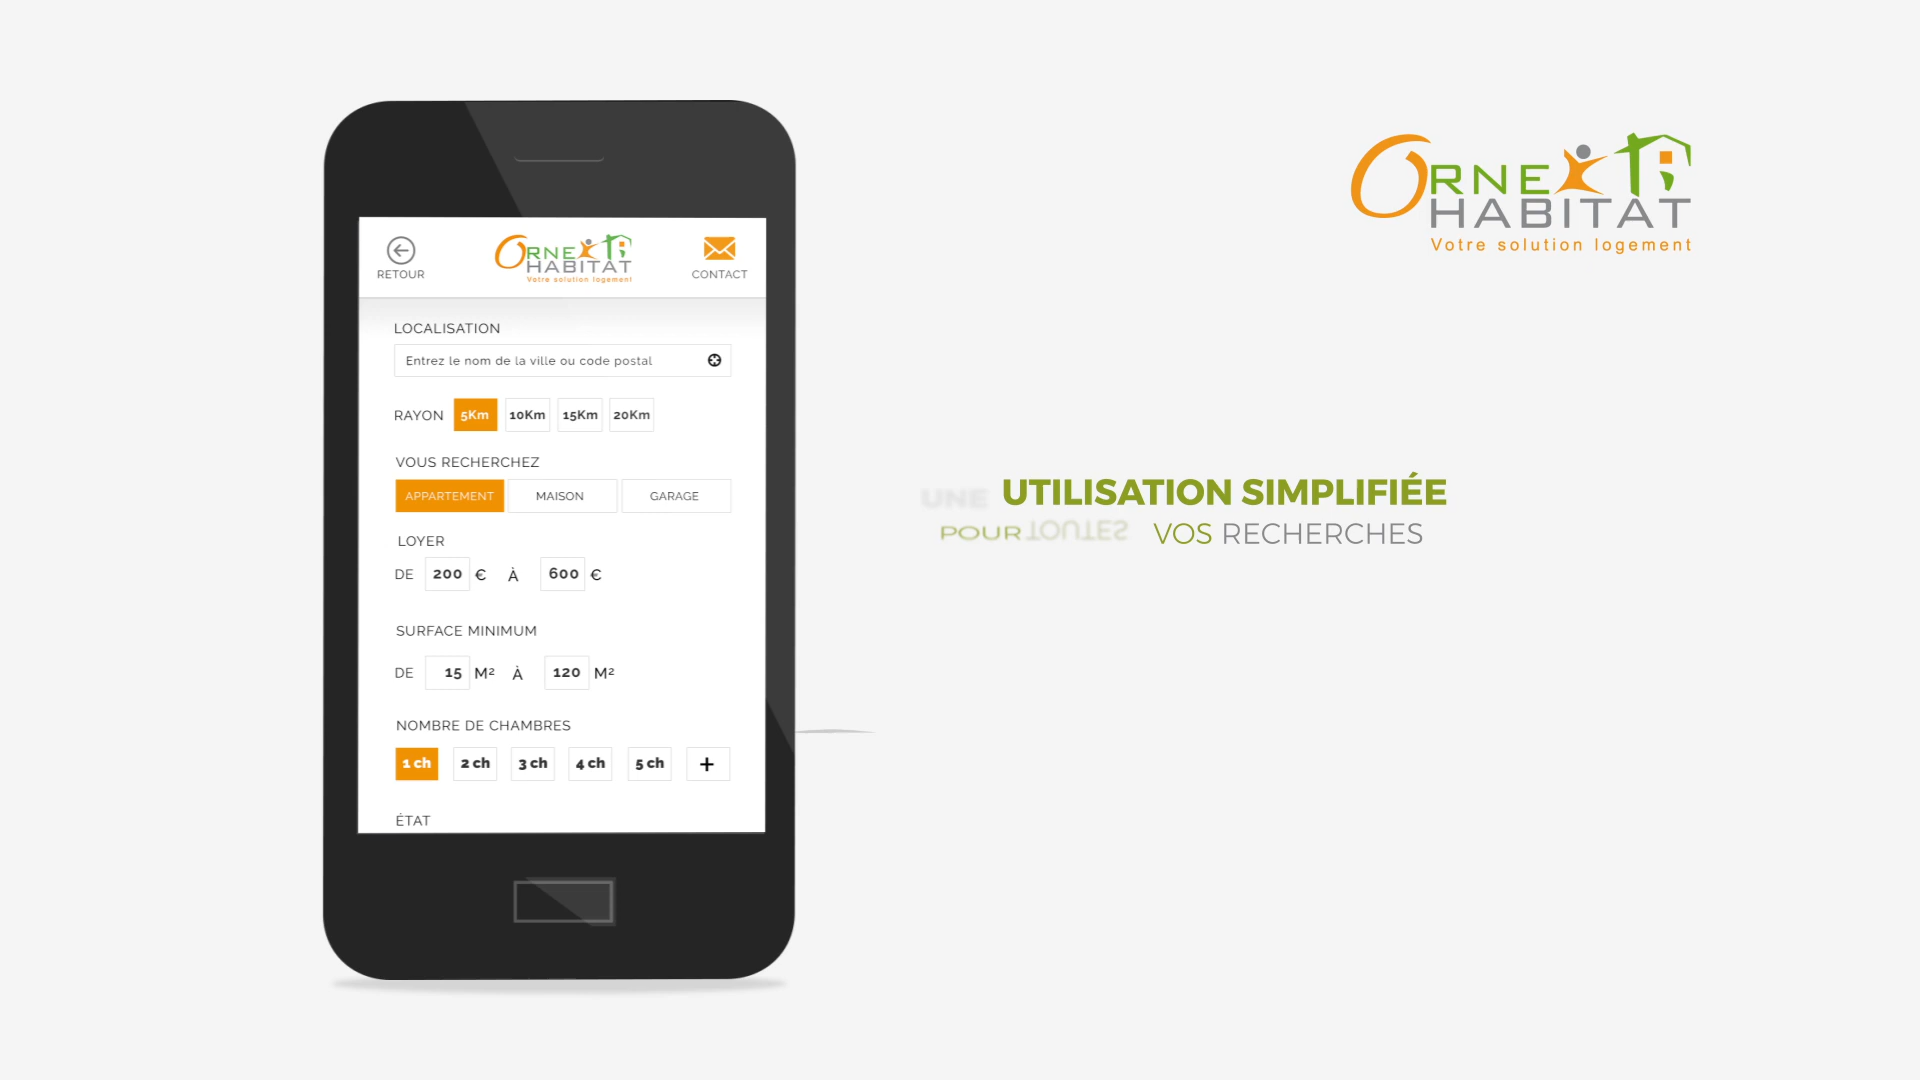 RETOUR
ORNE
HABITAT
Votre solution logement
CONTACT
LOCALISATION
Entrez le nom de la ville ou code postal
RAYON 5Km 10Km 15Km 20Km
VOUS RECHERCHEZ
APPARTEMENT MAISON GARAGE
LOYER
DE 200 € À 600 €
SURFACE MINIMUM
DE 15 M² À 120 M²
NOMBRE DE CHAMBRES
1 ch 2 ch 3 ch 4 ch 5 ch +
ÉTAT
ORNE
HABITAT
Votre solution logement
UNE UTILISATION SIMPLIFIÉE
POUR TOUTES VOS RECHERCHES